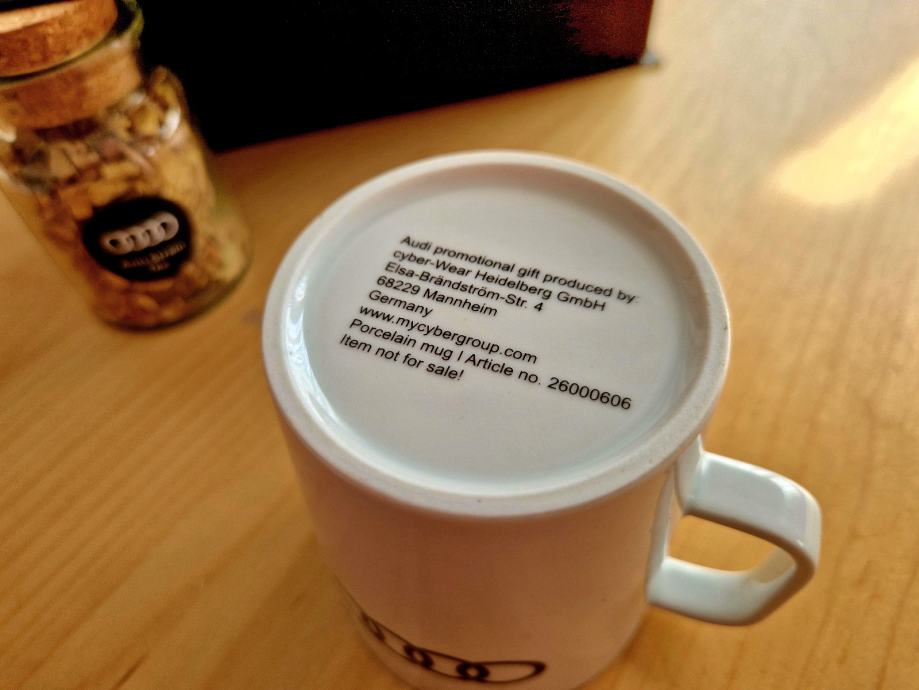 Audi promotional gift produced by:
cyber-Wear Heidelberg GmbH
Elsa-Brändström-Str. 4
68229 Mannheim
Germany
www.mycybergroup.com
Porcelain mug | Article no. 26000606
Item not for sale!